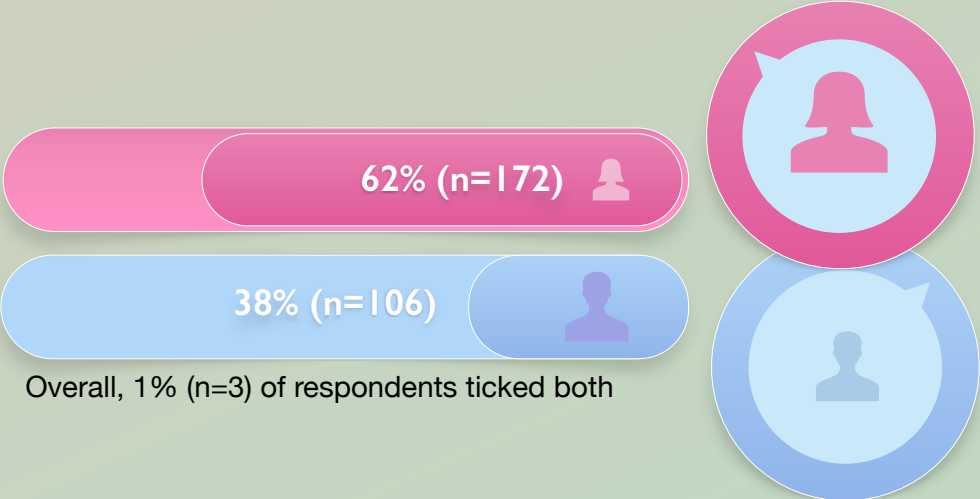 62% (n=172)
38% (n=106)
Overall, 1% (n=3) of respondents ticked both